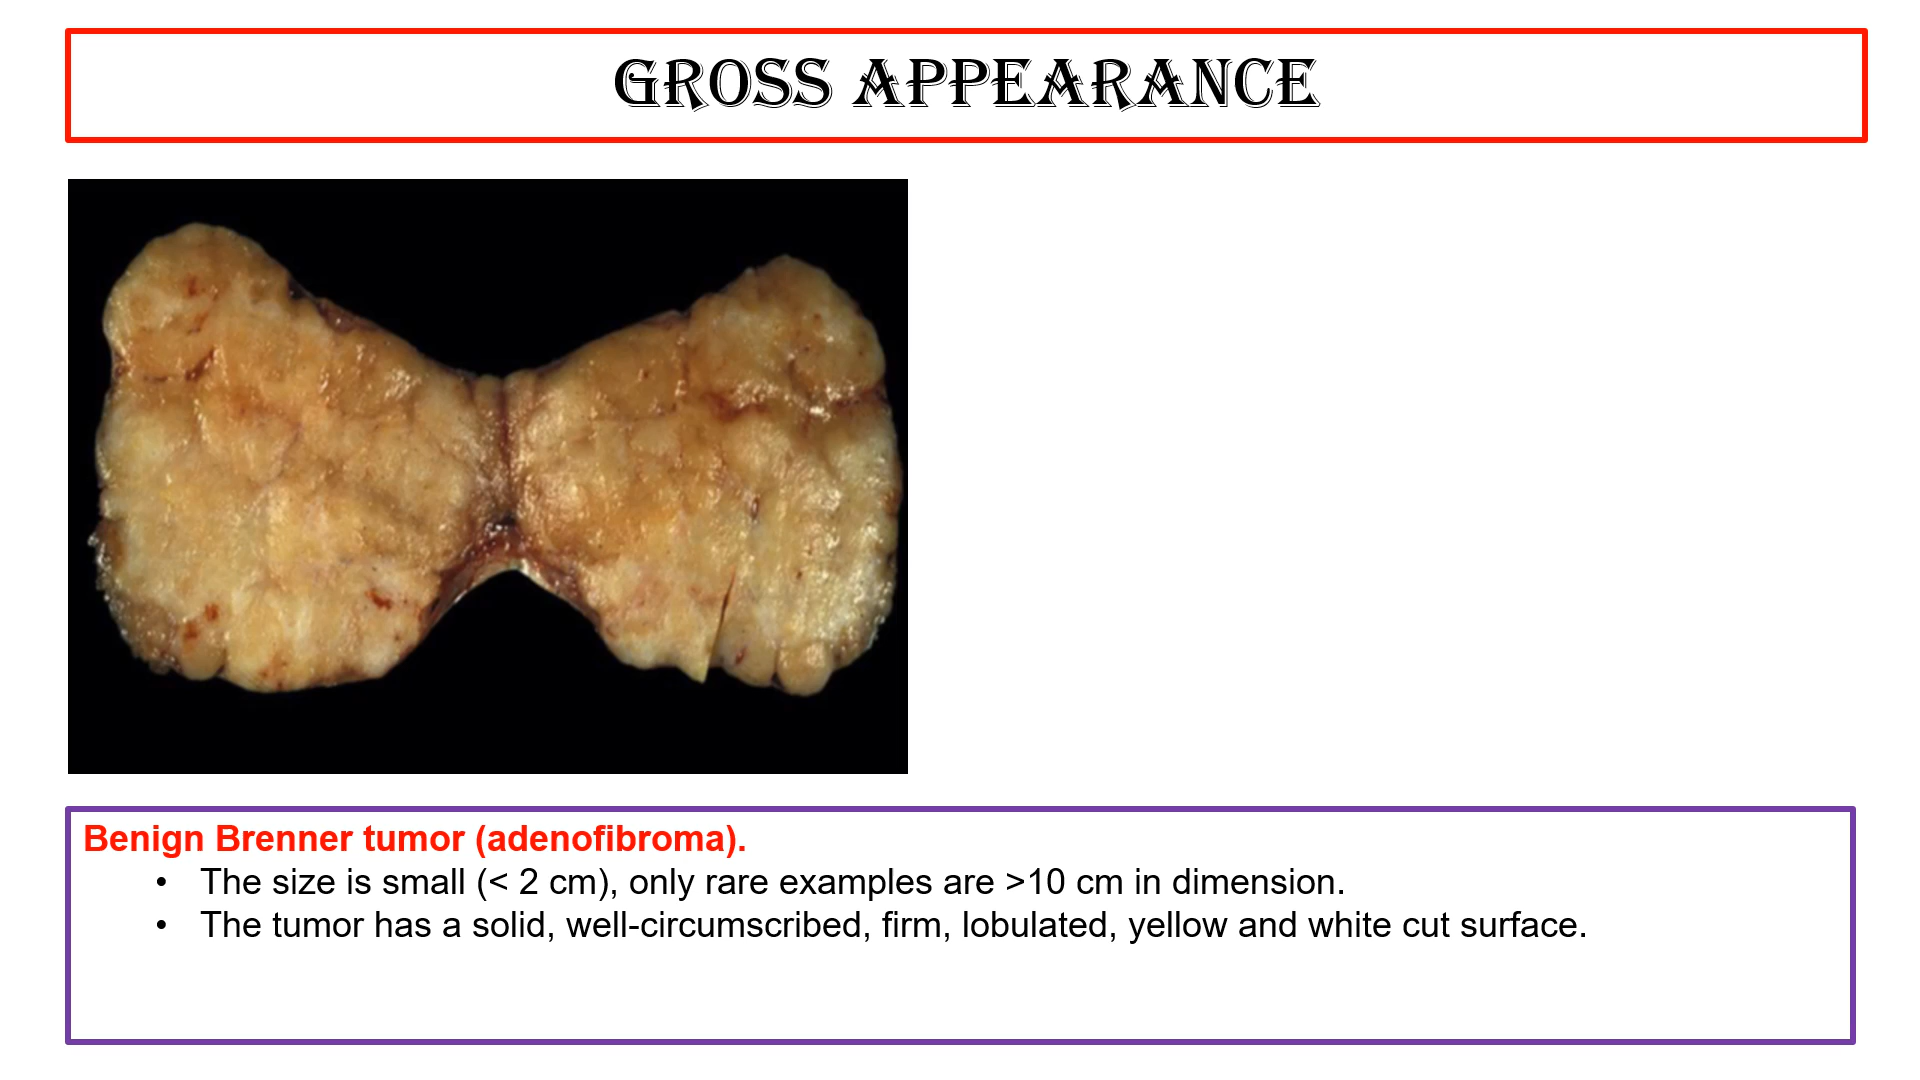 GROSS APPEARANCE
Benign Brenner tumor (adenofibroma).
• The size is small (< 2 cm), only rare examples are >10 cm in dimension.
• The tumor has a solid, well-circumscribed, firm, lobulated, yellow and white cut surface.